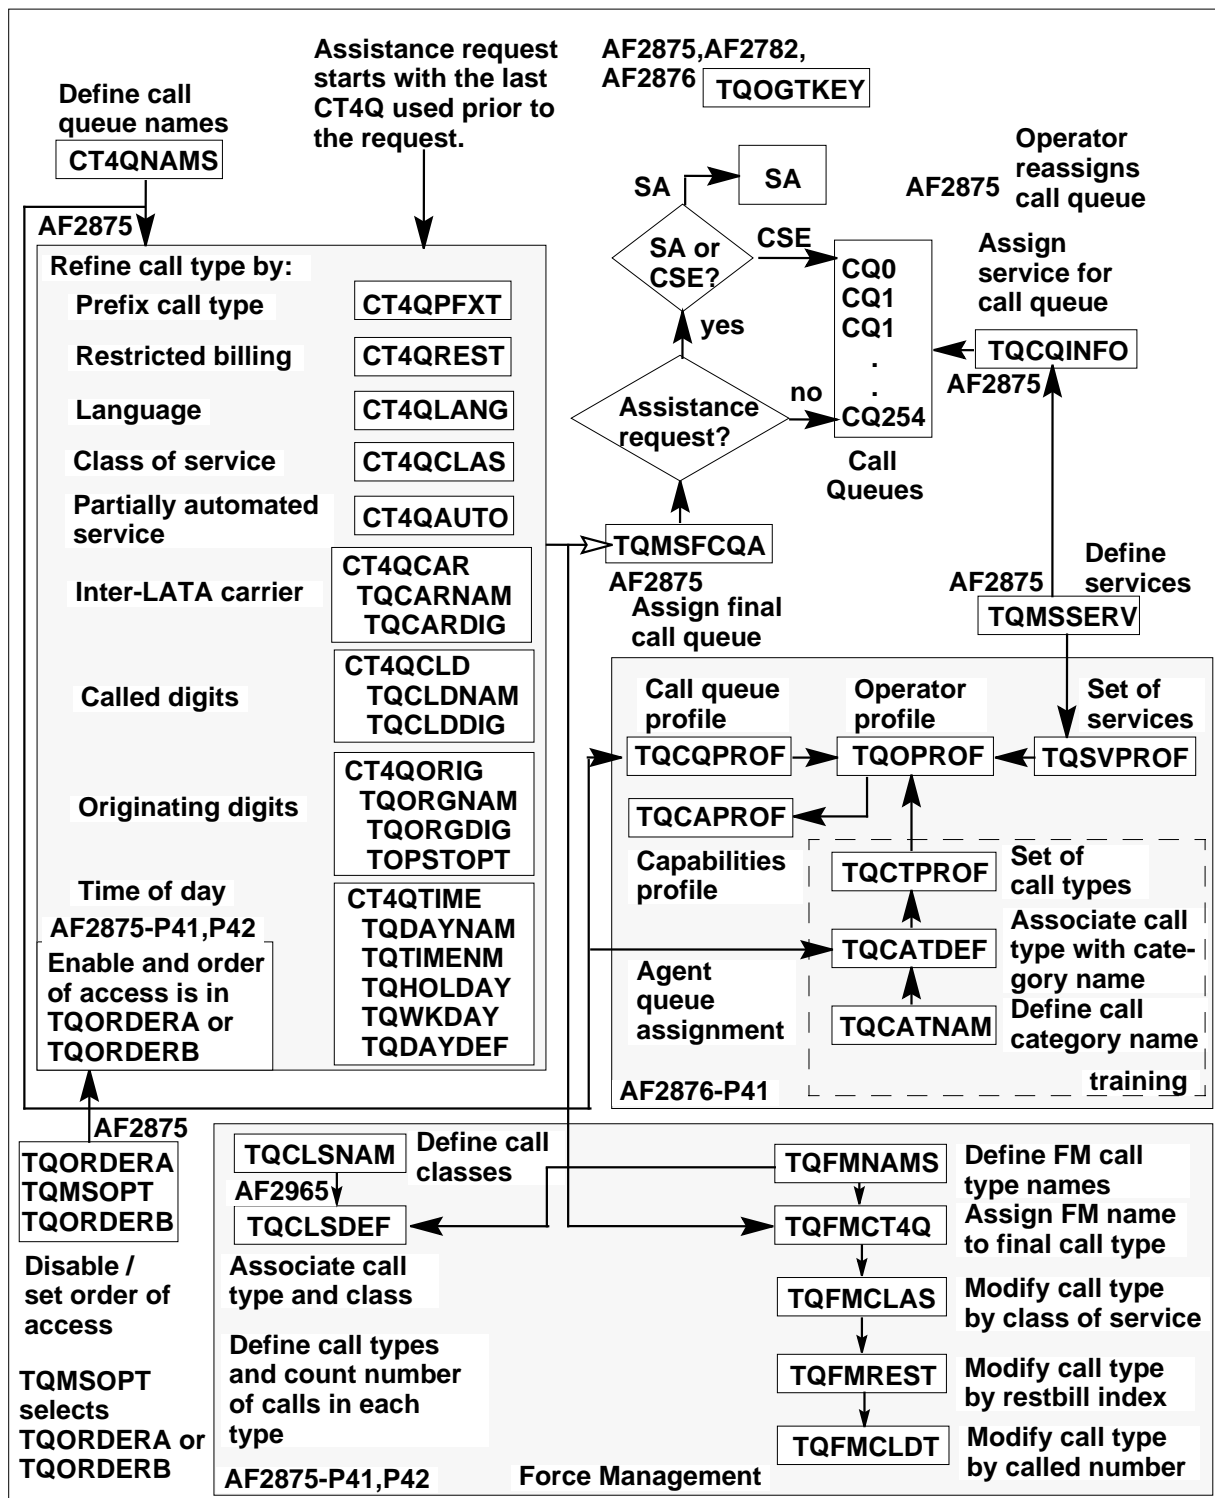 Define call
queue names
CT4QNAMS
Assistance request
starts with the last
CT4Q used prior to
the request.
AF2875,AF2782,
AF2876
TQOGTKEY
Operator
reassigns
call queue
AF2875
SA
SA
SA or
CSE?
CSE
yes
Assistance
request?
no
CQ0
CQ1
CQ1
.
.
CQ254
Call
Queues
Assign
service for
call queue
TQCQINFO
AF2875
AF2875
Refine call type by:
Prefix call type
CT4QPFXT
Restricted billing
CT4QREST
Language
CT4QLANG
Class of service
CT4QCLAS
Partially automated
service
CT4QAUTO
Inter-LATA carrier
CT4QCAR
TQCARNAM
TQCARDIG
Called digits
CT4QCLD
TQCLDNAM
TQCLDDIG
Originating digits
CT4QORIG
TQORGNAM
TQORGDIG
TOPSTOPT
Time of day
CT4QTIME
TQDAYNAM
TQTIMENM
TQHOLDAY
TQWKDAY
TQDAYDEF
AF2875-P41,P42
Enable and order
of access is in
TQORDERA or
TQORDERB
TQMSFCQA
AF2875
Assign final
call queue
AF2875
Define
services
TQMSSERV
Call queue
profile
TQCQPROF
Operator
profile
TQOPROF
Set of
services
TQSVPROF
TQCAPROF
Capabilities
profile
TQCTPROF
Set of
call types
TQCATDEF
Associate call
type with cate-
gory name
Agent
queue
assignment
TQCATNAM
Define call
category name
training
AF2876-P41
AF2875
TQORDERA
TQMSOPT
TQORDERB
Disable /
set order of
access
TQMSOPT
selects
TQORDERA or
TQORDERB
TQCLSNAM
Define call
classes
AF2965
TQCLSDEF
Associate call
type and class
Define call types
and count number
of calls in each
type
AF2875-P41,P42
Force Management
TQFMNAMS
Define FM call
type names
TQFMCT4Q
Assign FM name
to final call type
TQFMCLAS
Modify call type
by class of service
TQFMREST
Modify call type
by restbill index
TQFMCLDT
Modify call type
by called number